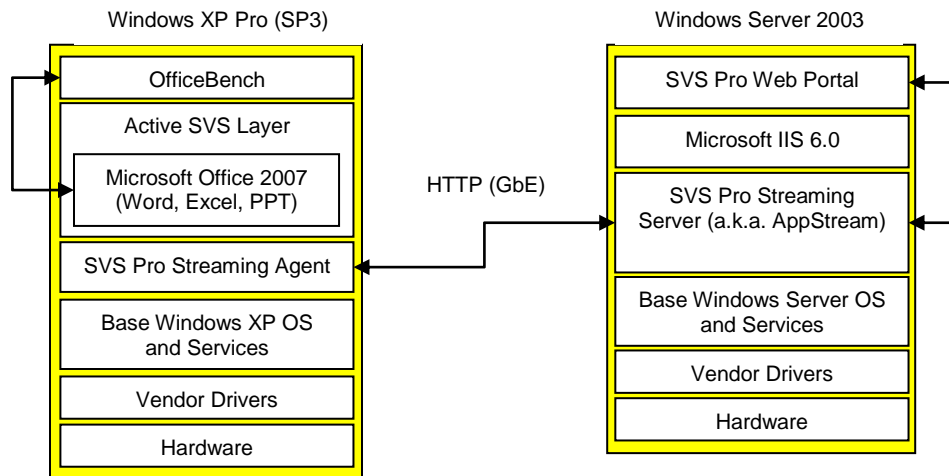 Windows XP Pro (SP3)
OfficeBench
Active SVS Layer
Microsoft Office 2007
(Word, Excel, PPT)
SVS Pro Streaming Agent
Base Windows XP OS
and Services
Vendor Drivers
Hardware
HTTP (GbE)
Windows Server 2003
SVS Pro Web Portal
Microsoft IIS 6.0
SVS Pro Streaming
Server (a.k.a. AppStream)
Base Windows Server OS
and Services
Vendor Drivers
Hardware